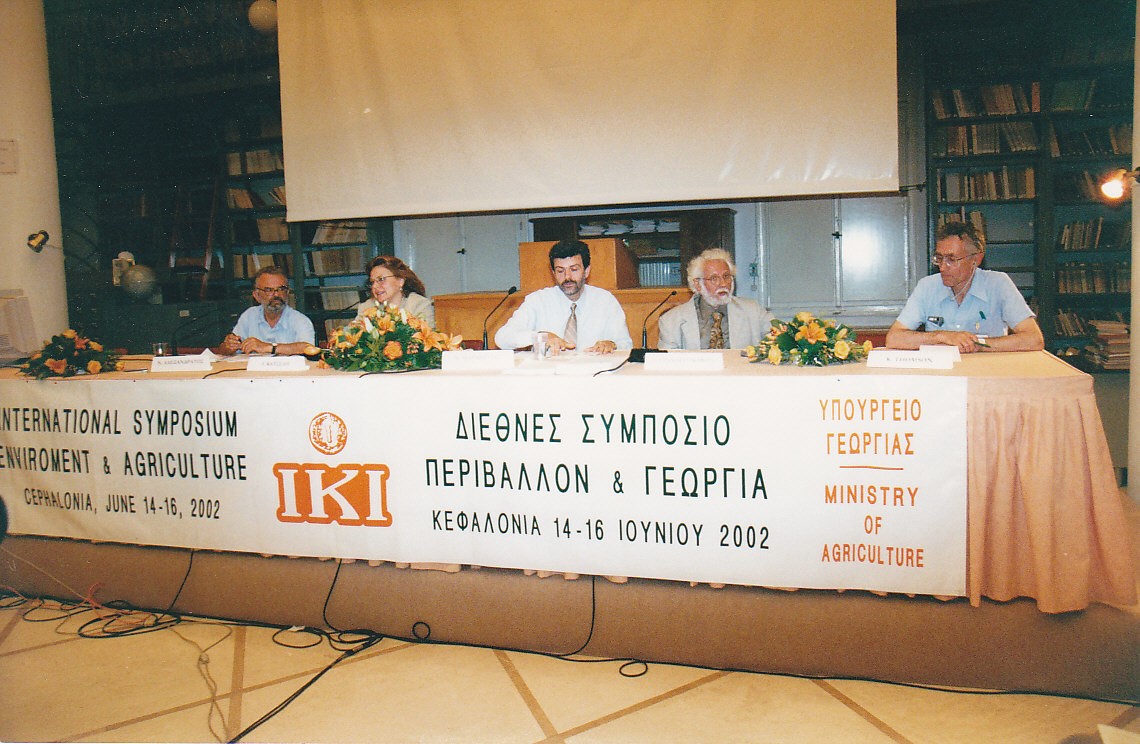 INTERNATIONAL SYMPOSIUM
ENVIROMENT & AGRICULTURE
CEPHALONIA, JUNE 14-16, 2002
IKI
ΔΙΕΘΝΕΣ ΣΥΜΠΟΣΙΟ
ΠΕΡΙΒΑΛΛΟΝ & ΓΕΩΡΓΙΑ
ΚΕΦΑΛΟΝΙΑ 14-16 ΙΟΥΝΙΟΥ 2002
ΥΠΟΥΡΓΕΙΟ
ΓΕΩΡΓΙΑΣ
MINISTRY
OF
AGRICULTURE